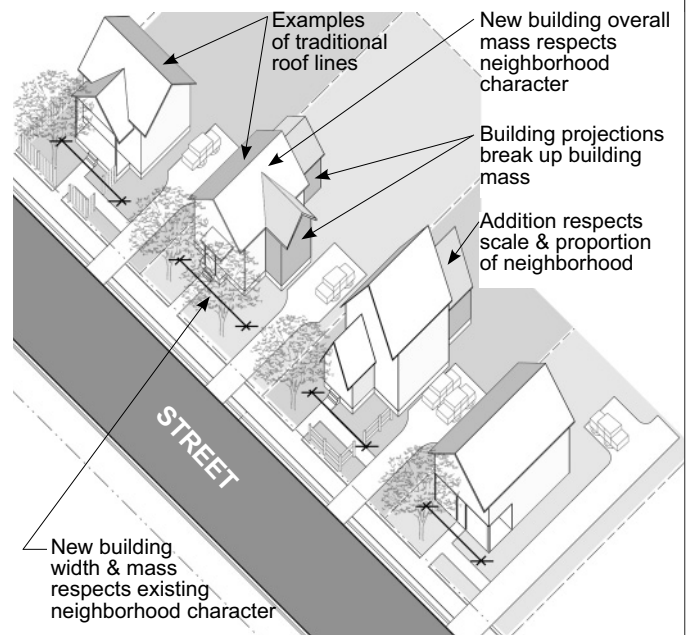 Examples
of traditional
roof lines
New building overall
mass respects
neighborhood
character
Building projections
break up building
mass
Addition respects
scale & proportion
of neighborhood
STREET
New building
width & mass
respects existing
neighborhood character